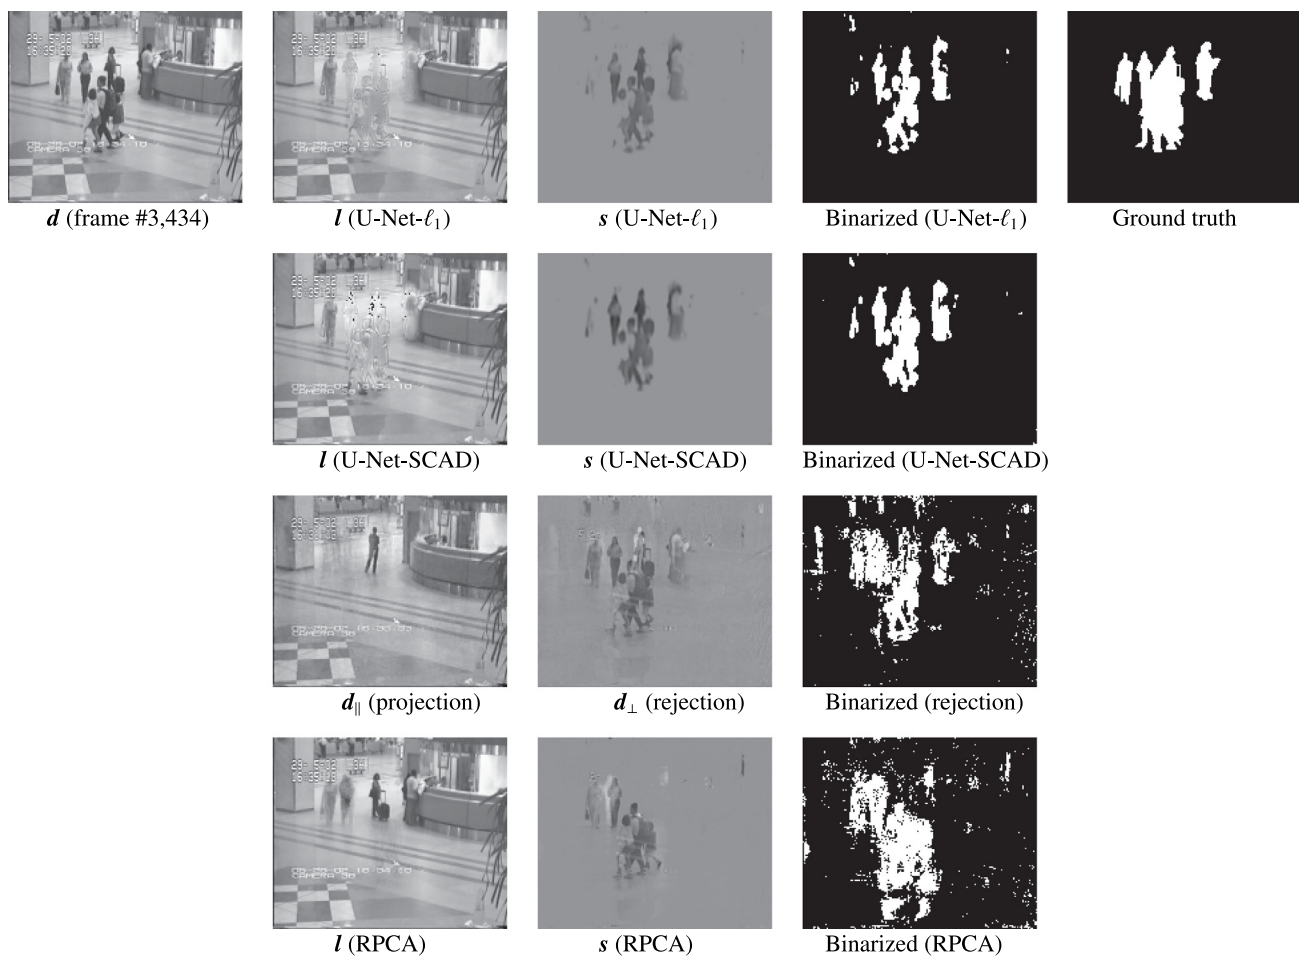 d (frame #3,434)
l (U-Net-ℓ₁)
s (U-Net-ℓ₁)
Binarized (U-Net-ℓ₁)
Ground truth
l (U-Net-SCAD)
s (U-Net-SCAD)
Binarized (U-Net-SCAD)
d∥ (projection)
d⊥ (rejection)
Binarized (rejection)
l (RPCA)
s (RPCA)
Binarized (RPCA)